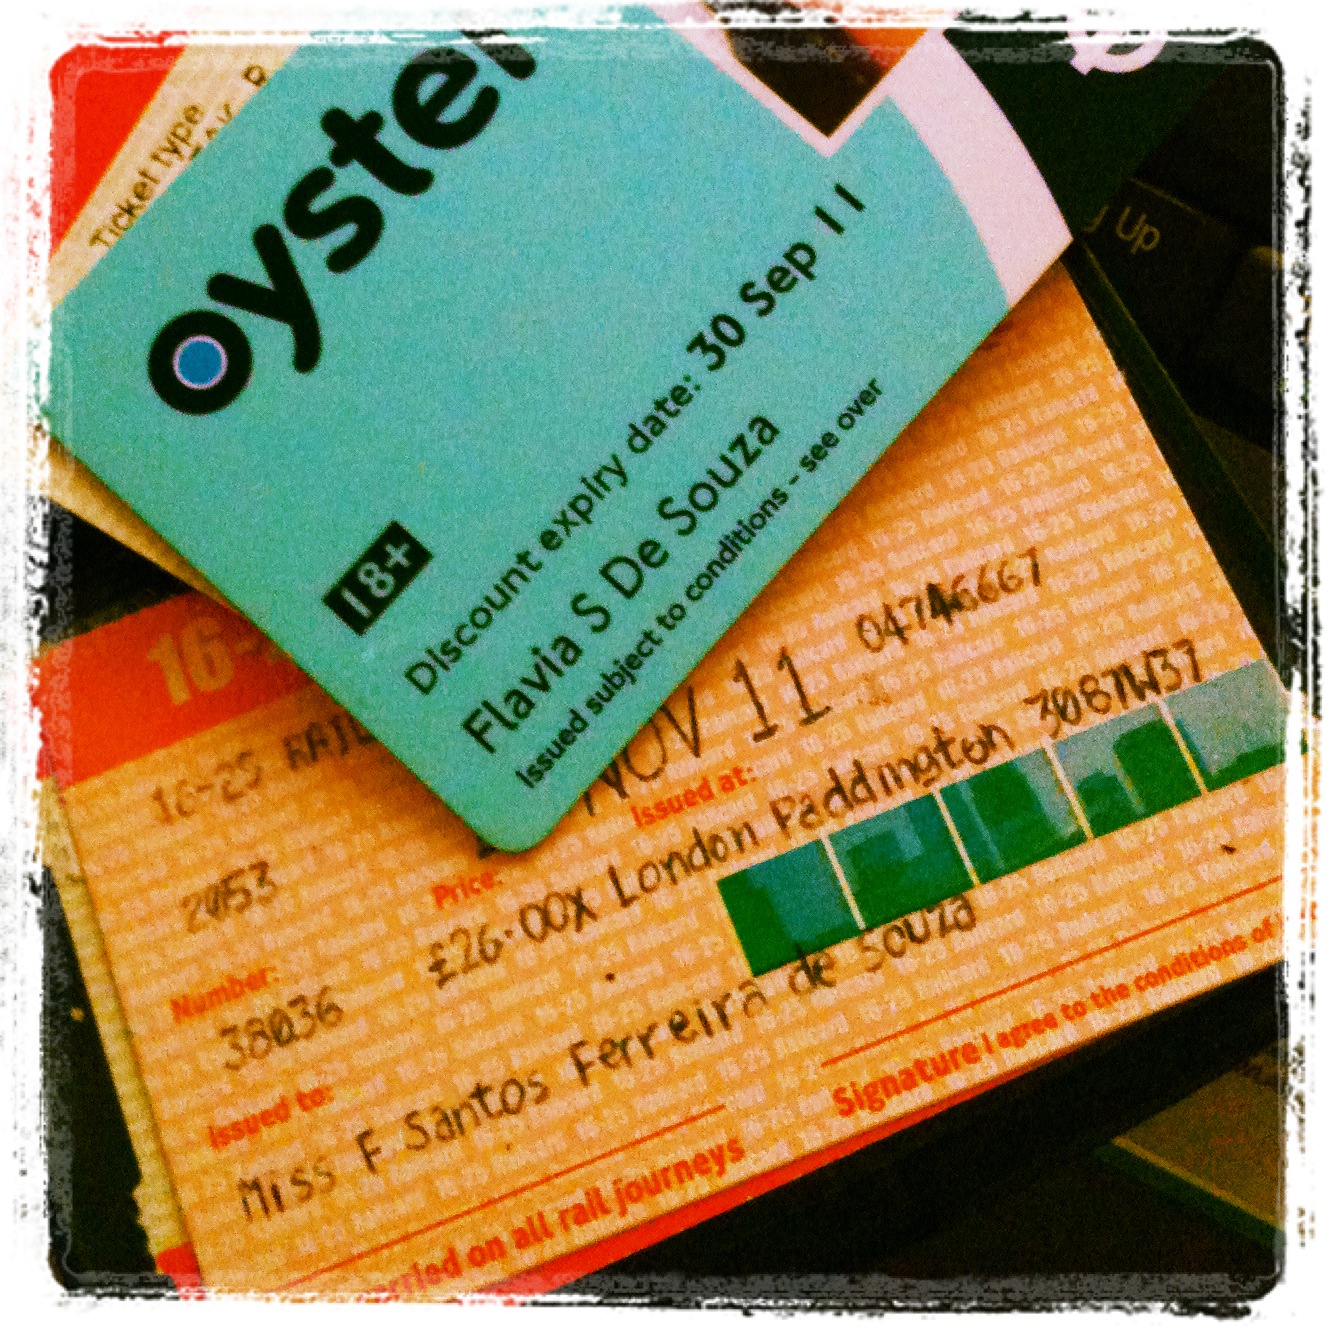 Ticket type
oyster
18+
Discount expiry date: 30 Sep 11
Flavia S De Souza
Issued subject to conditions - see over
Up
16-
16-25 RAIL
NOV 11 04746667
2053
Price: Issued at:
£26.00X London Paddington 3087W37
Number:
38036
Issued to:
Miss F Santos Ferreira de Souza
Signature I agree to the conditions of
on all rail journeys